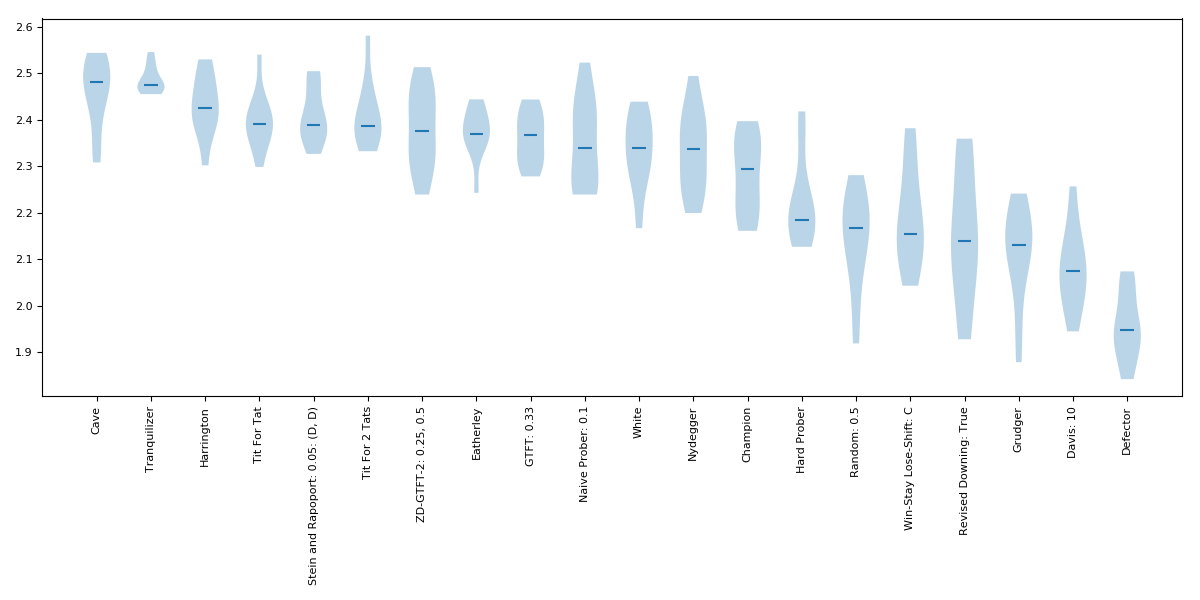 2.6
2.5
2.4
2.3
2.2
2.1
2.0
1.9
Cave
Tranquilizer
Harrington
Tit For Tat
Stein and Rapoport: 0.05: (D, D)
Tit For 2 Tats
ZD-GTFT-2: 0.25, 0.5
Eatherley
GTFT: 0.33
Naive Prober: 0.1
White
Nydegger
Champion
Hard Prober
Random: 0.5
Win-Stay Lose-Shift: C
Revised Downing: True
Grudger
Davis: 10
Defector